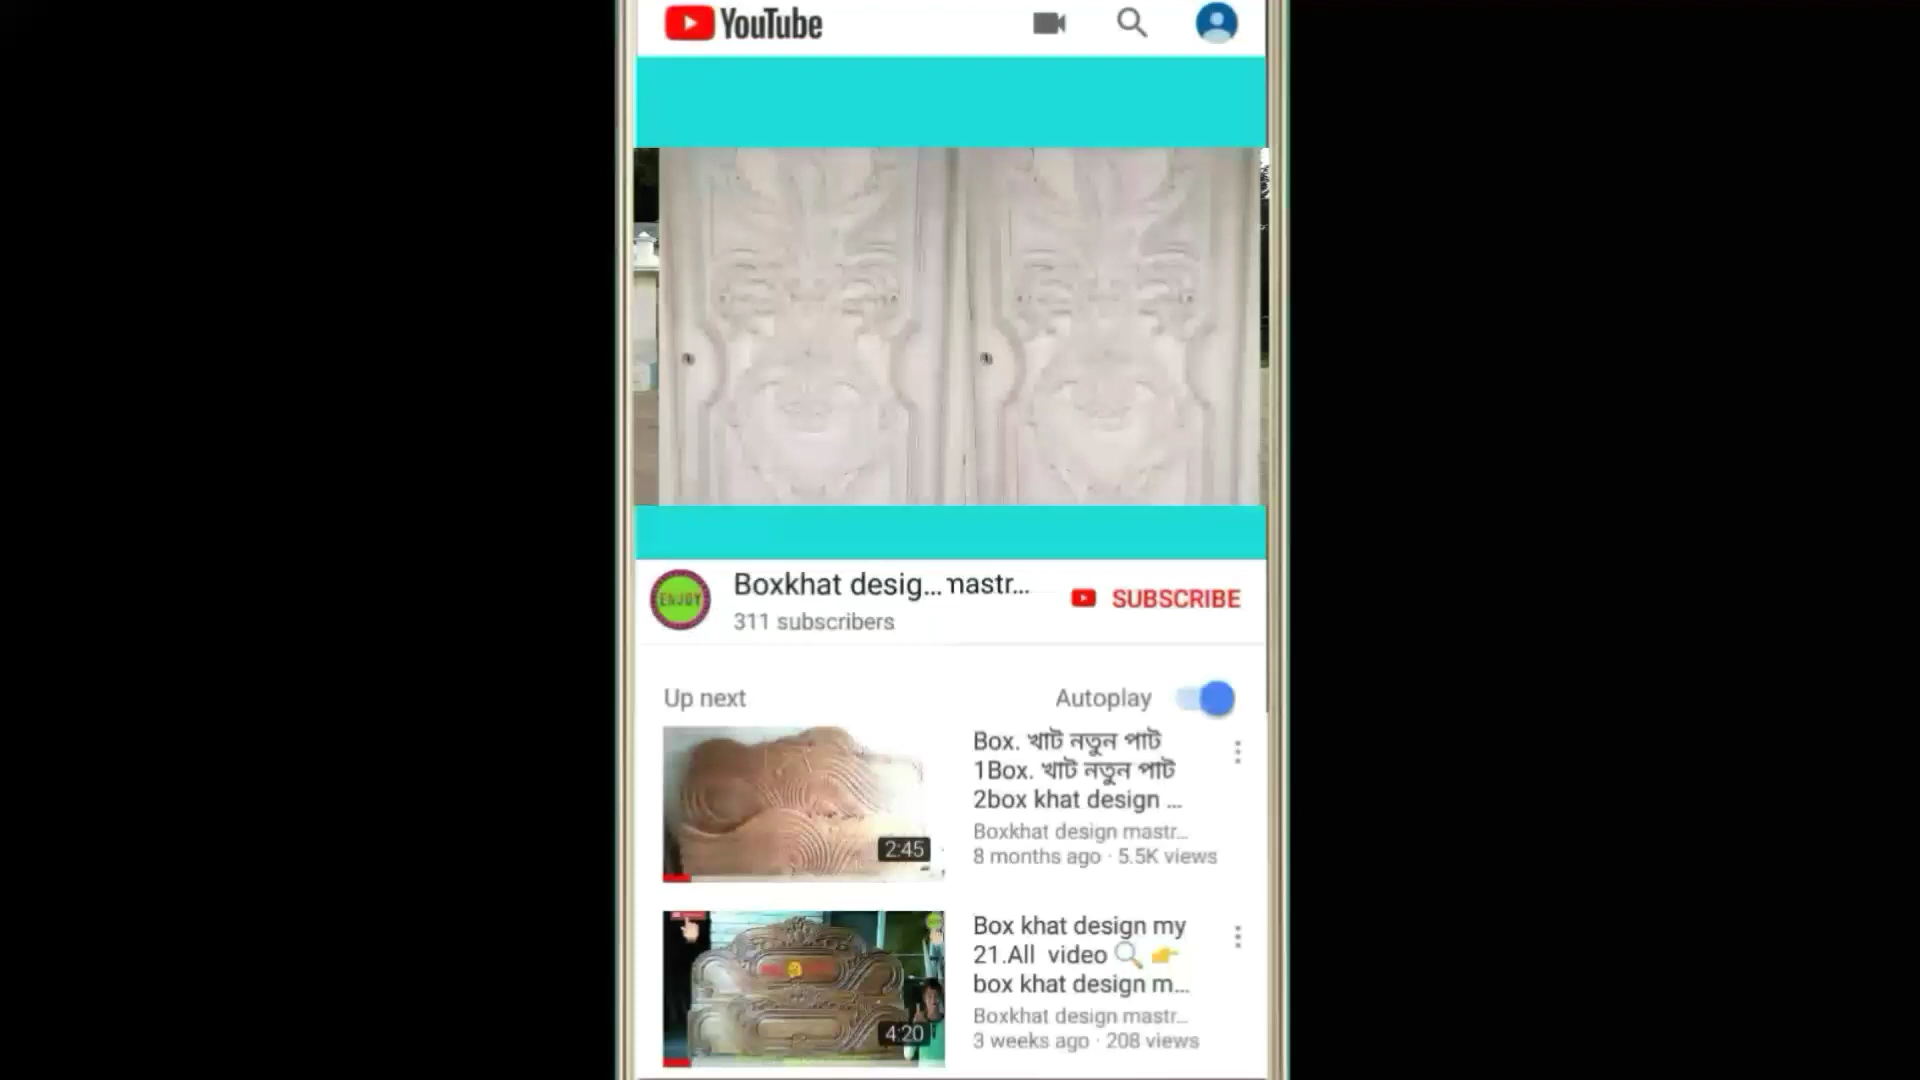 YouTube
Boxkhat desig... mastr...
ENJOY
SUBSCRIBE
311 subscribers
Up next
Autoplay
Box. খাট নতুন পাট
1Box. খাট নতুন পাট
2box khat design ...
2:45
Boxkhat design mastr...
8 months ago · 5.5K views
Box khat design my
21.All video 🔍 👉
box khat design m...
Boxkhat design mastr...
4:20
3 weeks ago · 208 views